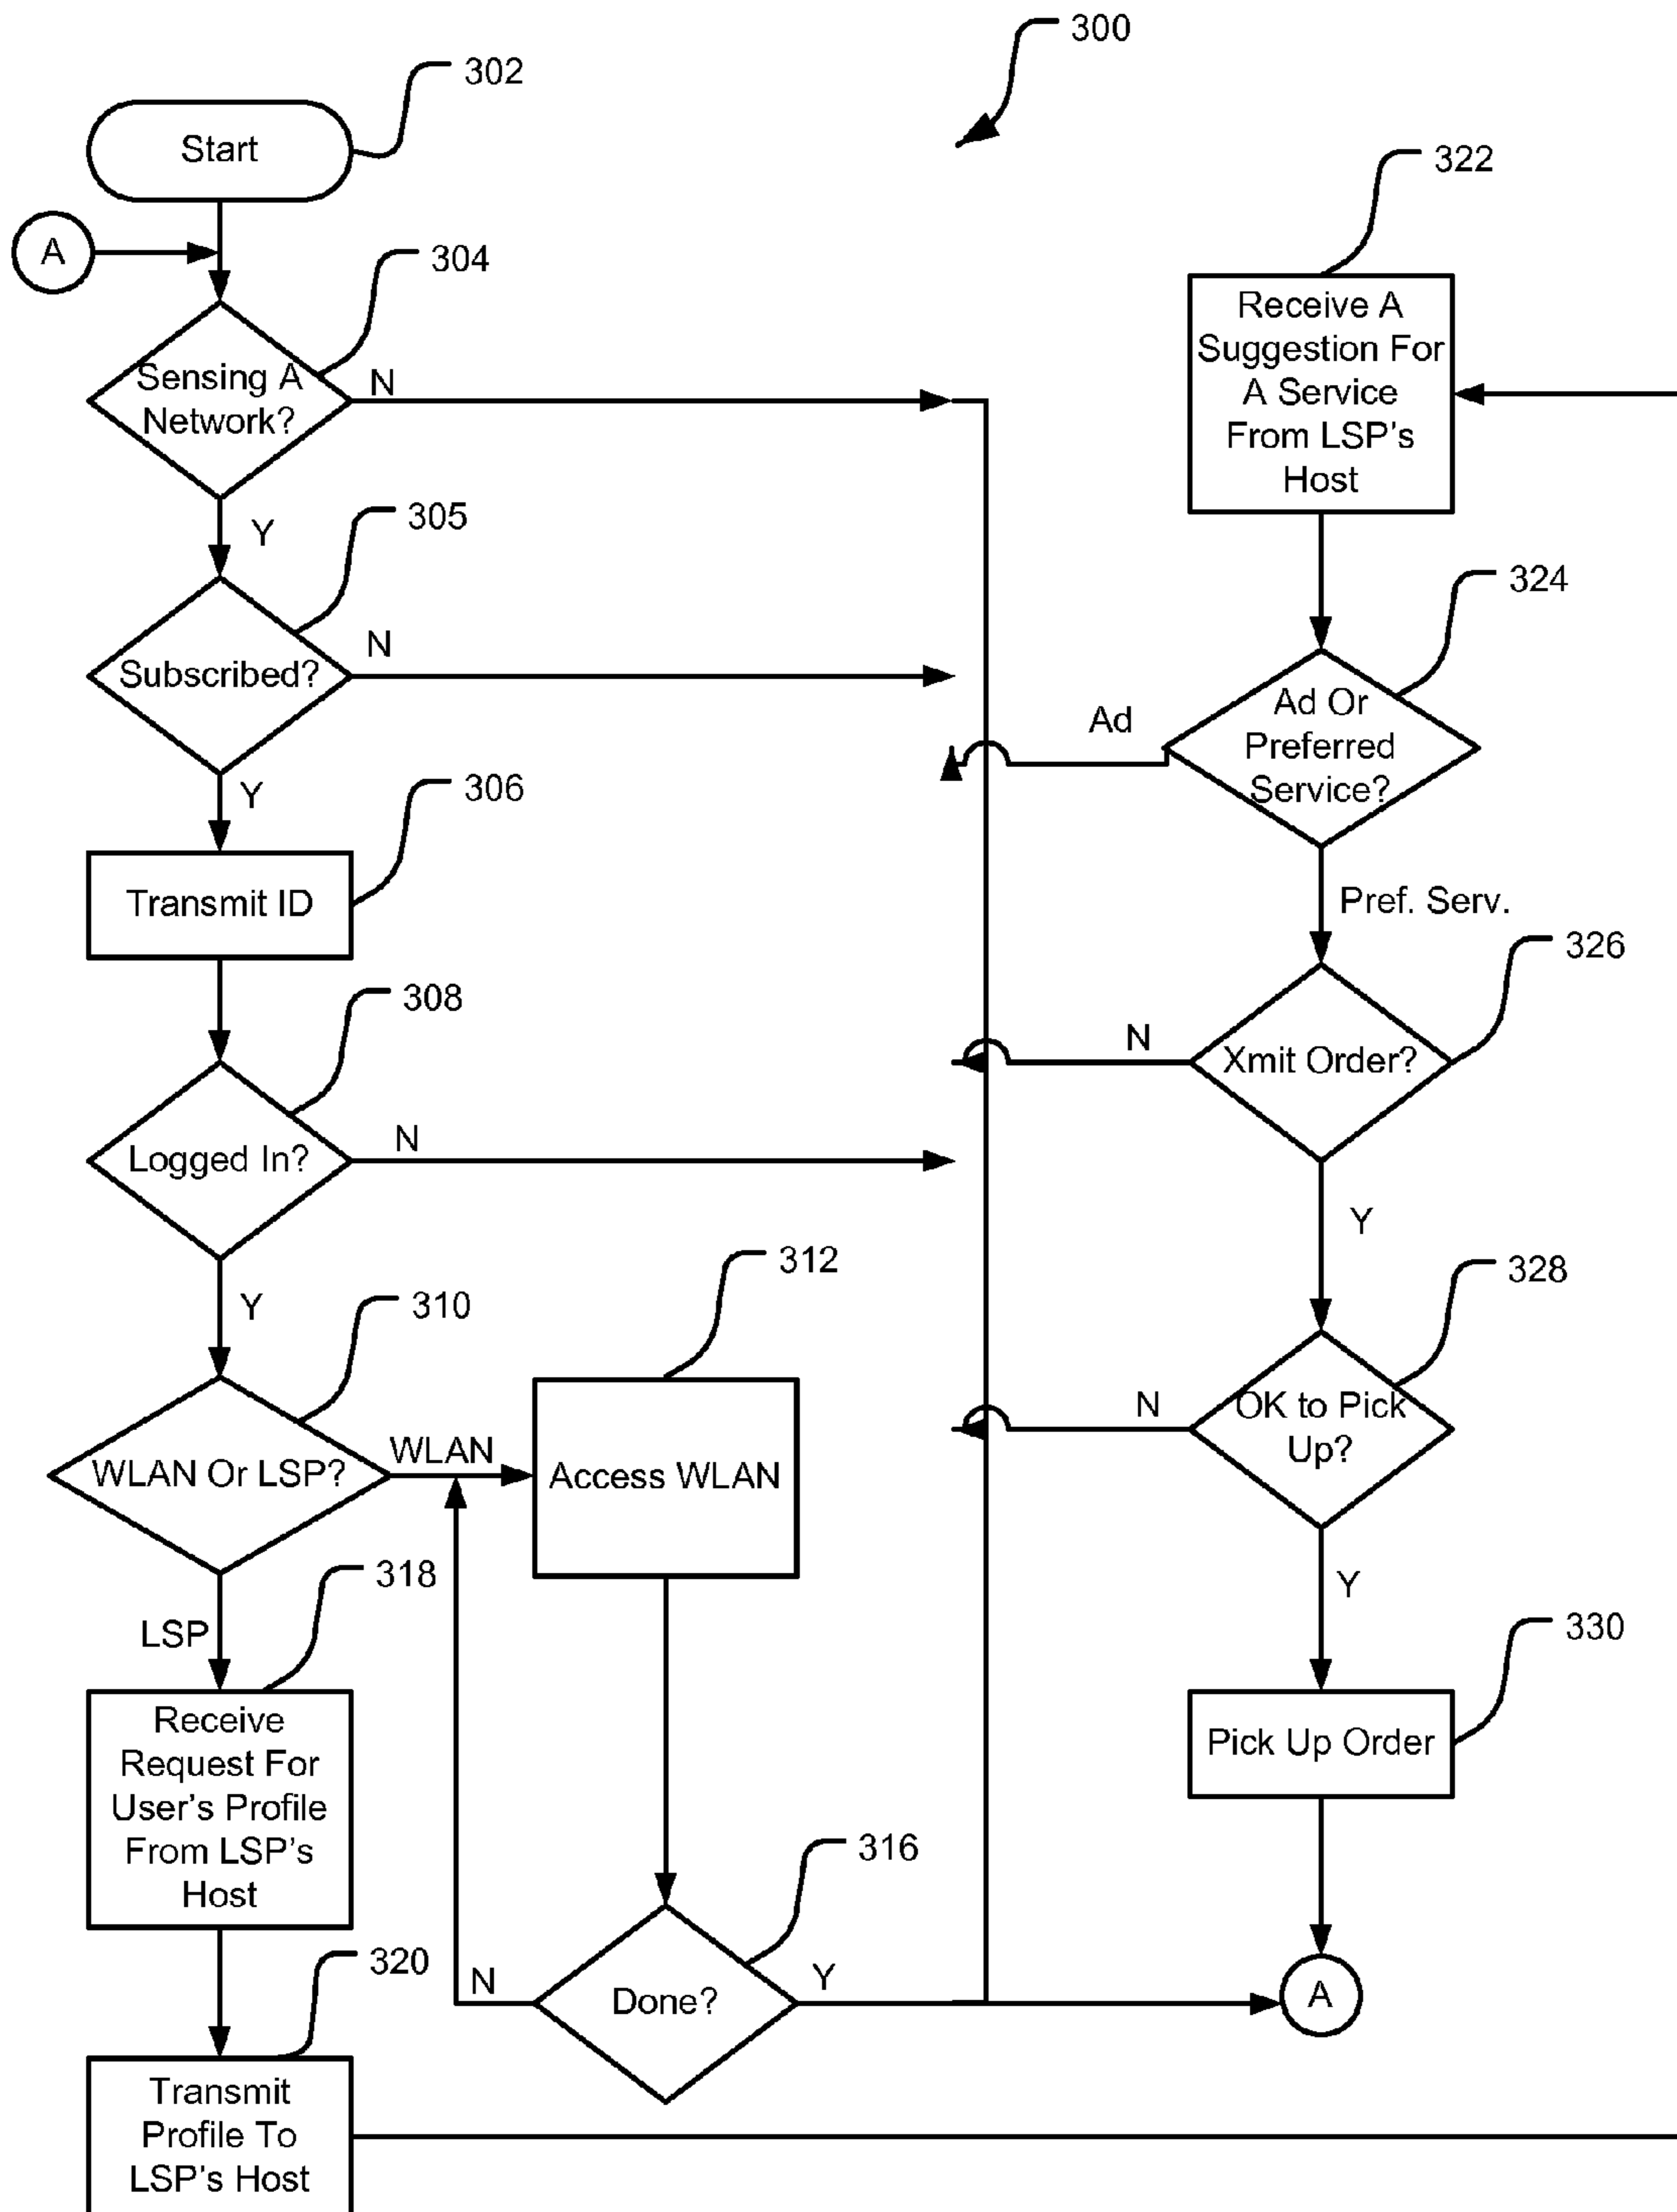 300
302
Start
A
304
Sensing A
Network?
N
Y
305
Subscribed?
N
Y
306
Transmit ID
308
Logged In?
N
Y
310
WLAN Or LSP?
WLAN
312
Access WLAN
LSP
318
Receive
Request For
User's Profile
From LSP's
Host
316
Done?
N
Y
320
Transmit
Profile To
LSP's Host
322
Receive A
Suggestion For
A Service
From LSP's
Host
324
Ad Or
Preferred
Service?
Ad
Pref. Serv.
326
Xmit Order?
N
Y
328
OK to Pick
Up?
N
Y
330
Pick Up Order
A